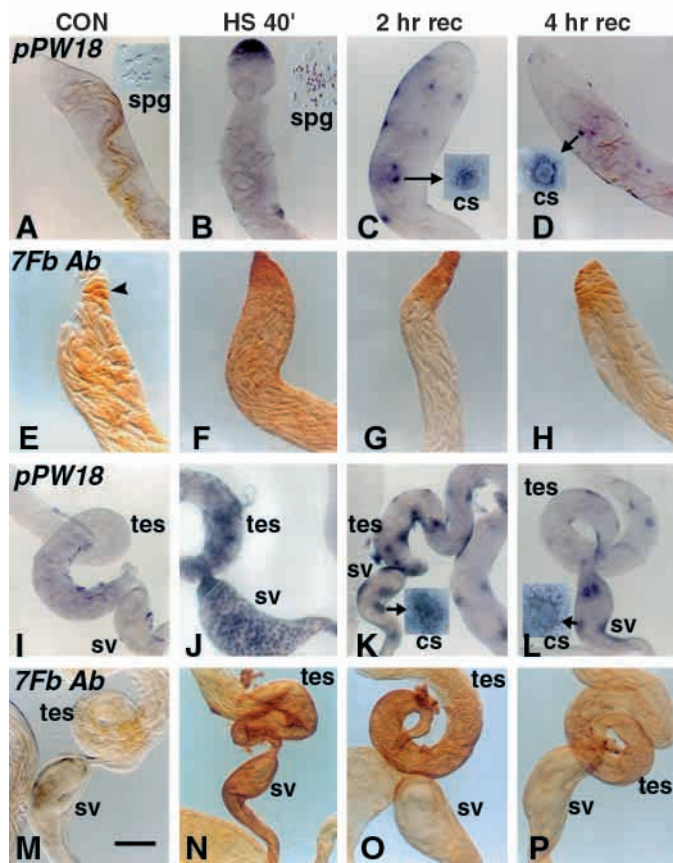 CON HS 40' 2 hr rec 4 hr rec
pPW18
spg spg
cs cs
A B C D
7Fb Ab
E F G H
pPW18
tes tes tes tes
sv sv sv sv
cs cs
I J K L
7Fb Ab
tes tes
sv sv sv sv
tes tes
M N O P